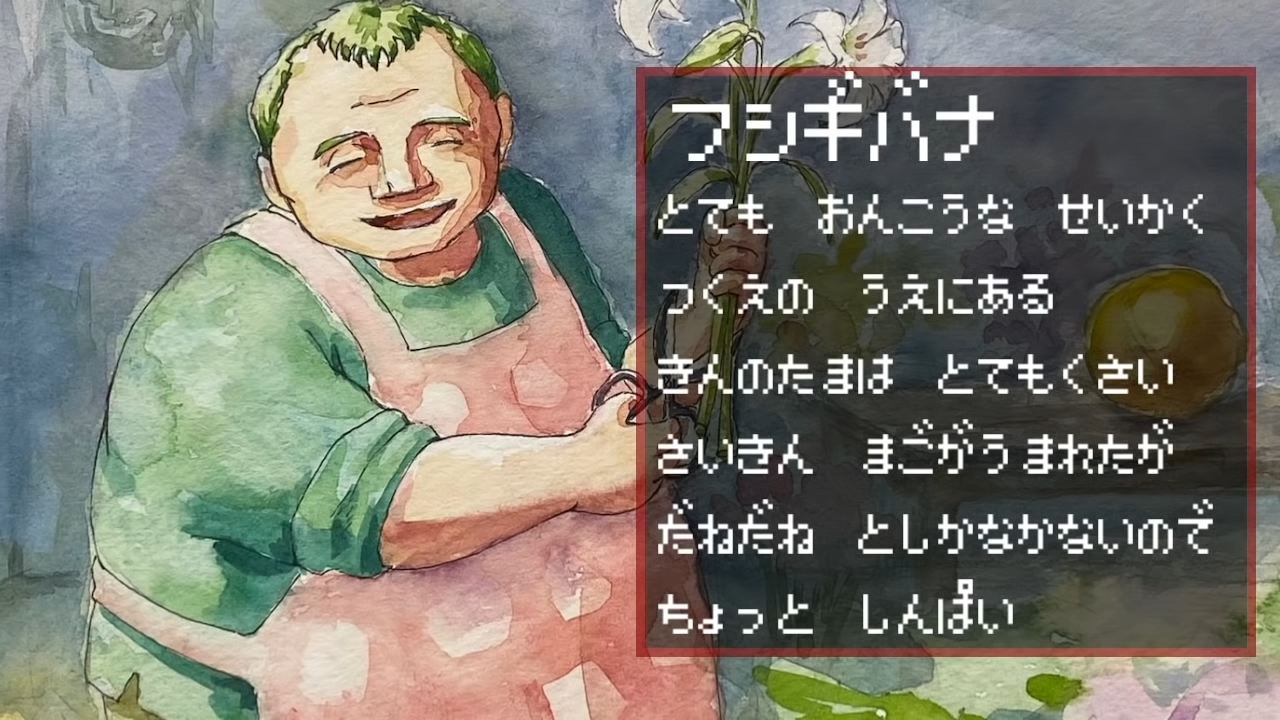 フシギバナ
とても　おんこうな　せいかく
つくえの　うえにある
きんのたまは　とてもくさい
さいきん　まごがうまれたが
だねだね　としかなかないので
ちょっと　しんぱい